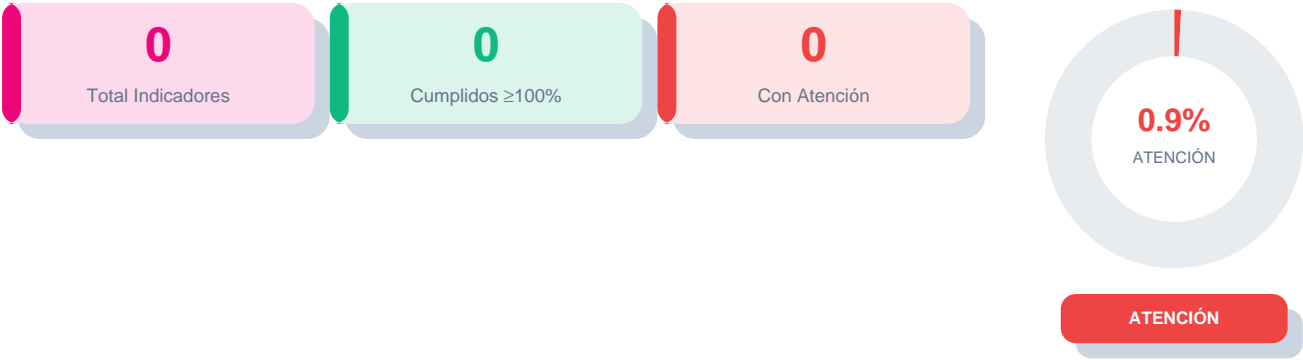 0
Total Indicadores
0
Cumplidos ≥100%
0
Con Atención
0.9%
ATENCIÓN
ATENCIÓN